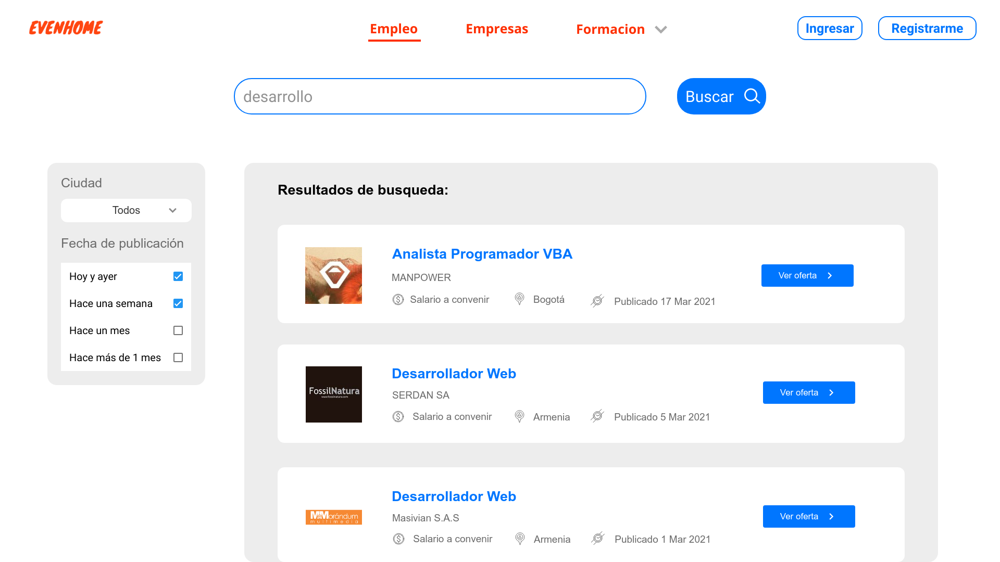 EVENHOME
Empleo
Empresas
Formacion
Ingresar
Registrarme
desarrollo
Buscar
Ciudad
Todos
Fecha de publicación
Hoy y ayer
Hace una semana
Hace un mes
Hace más de 1 mes
Resultados de busqueda:
Analista Programador VBA
MANPOWER
Salario a convenir
Bogotá
Publicado 17 Mar 2021
Ver oferta
FossilNatura
www.fossilnatura.com
Desarrollador Web
SERDAN SA
Salario a convenir
Armenia
Publicado 5 Mar 2021
Ver oferta
MeMorándum
multimedia
Desarrollador Web
Masivian S.A.S
Salario a convenir
Armenia
Publicado 1 Mar 2021
Ver oferta